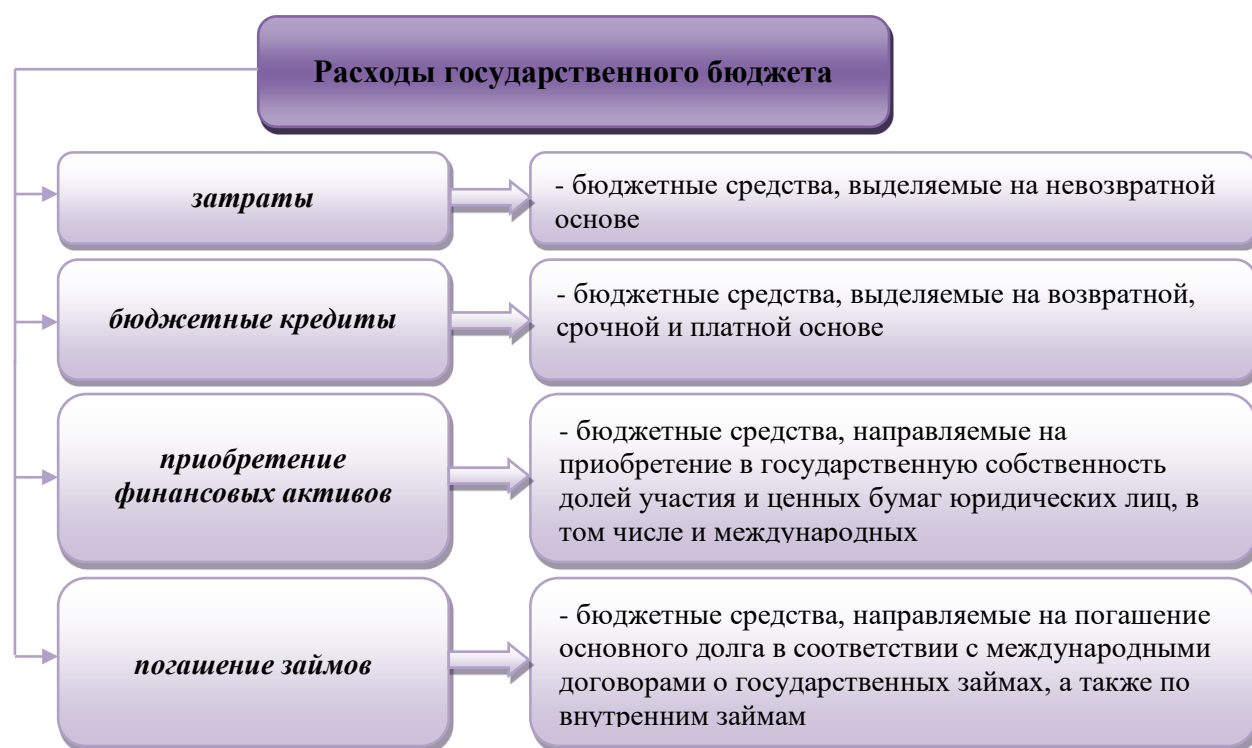 Расходы государственного бюджета
затраты
- бюджетные средства, выделяемые на невозвратной
основе
бюджетные кредиты
- бюджетные средства, выделяемые на возвратной,
срочной и платной основе
приобретение
финансовых активов
- бюджетные средства, направляемые на
приобретение в государственную собственность
долей участия и ценных бумаг юридических лиц, в
том числе и международных
погашение займов
- бюджетные средства, направляемые на погашение
основного долга в соответствии с международными
договорами о государственных займах, а также по
внутренним займам